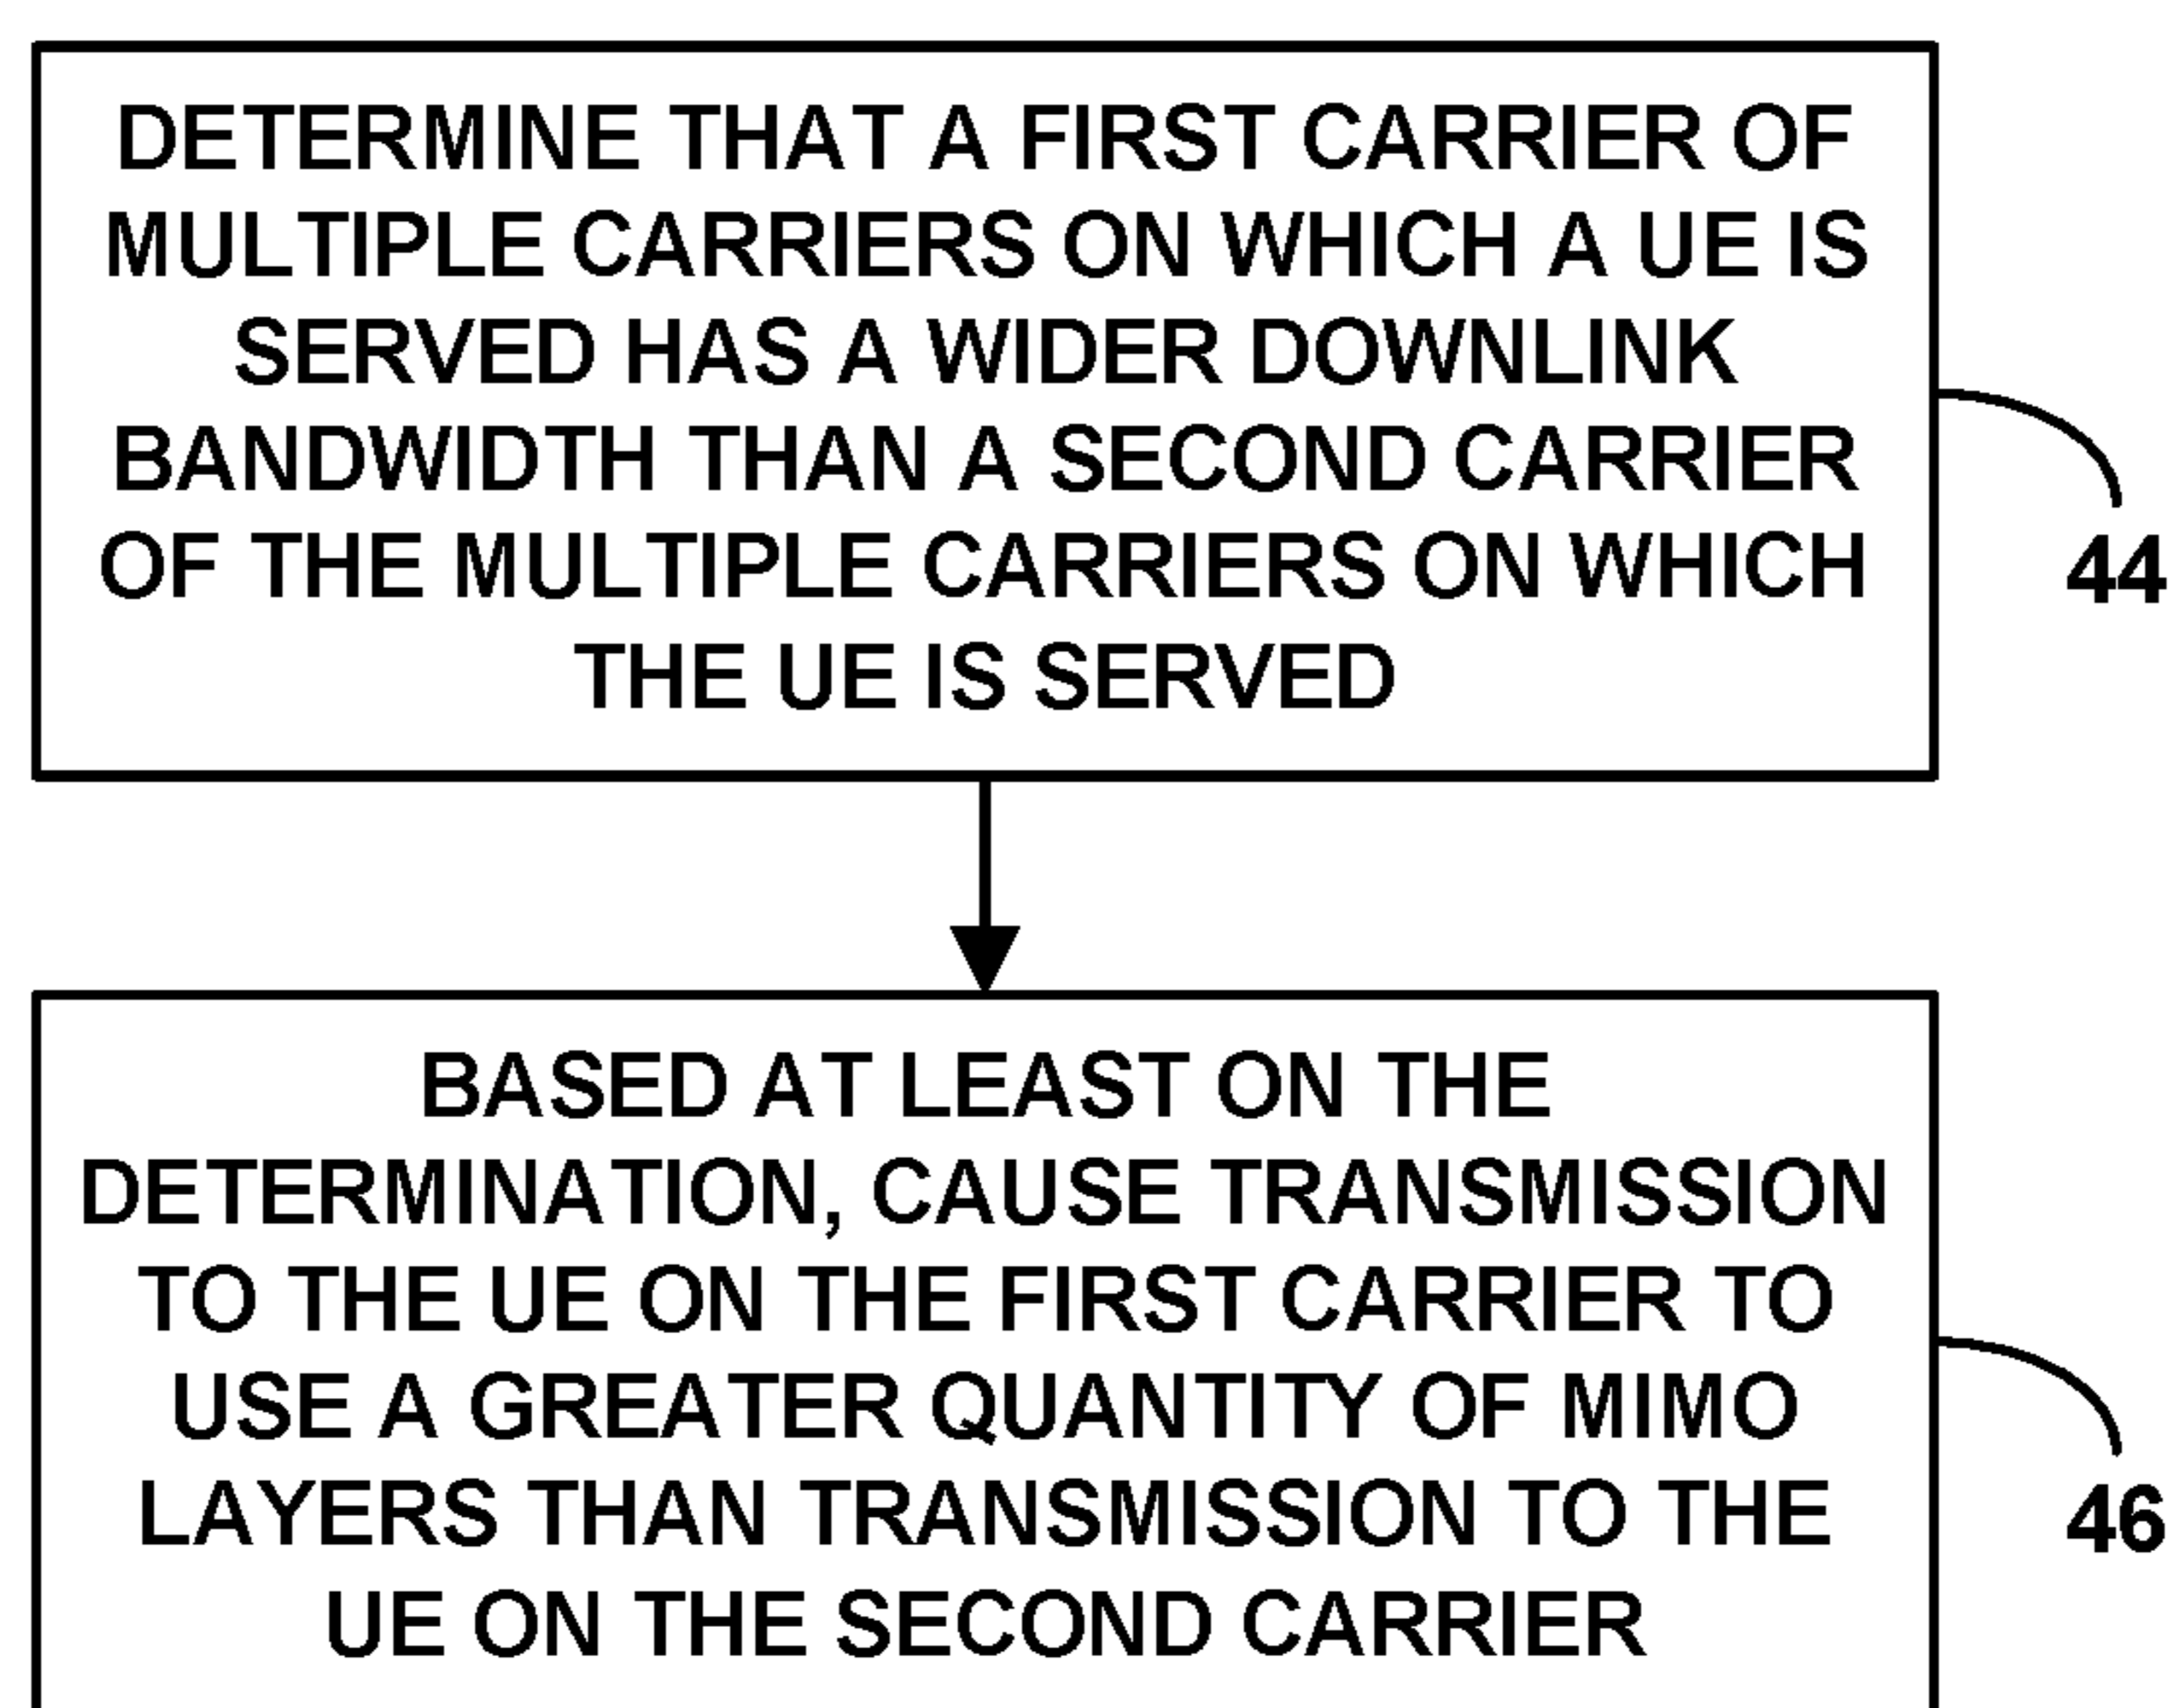 DETERMINE THAT A FIRST CARRIER OF
MULTIPLE CARRIERS ON WHICH A UE IS
SERVED HAS A WIDER DOWNLINK
BANDWIDTH THAN A SECOND CARRIER
OF THE MULTIPLE CARRIERS ON WHICH
THE UE IS SERVED
44
BASED AT LEAST ON THE
DETERMINATION, CAUSE TRANSMISSION
TO THE UE ON THE FIRST CARRIER TO
USE A GREATER QUANTITY OF MIMO
LAYERS THAN TRANSMISSION TO THE
UE ON THE SECOND CARRIER
46